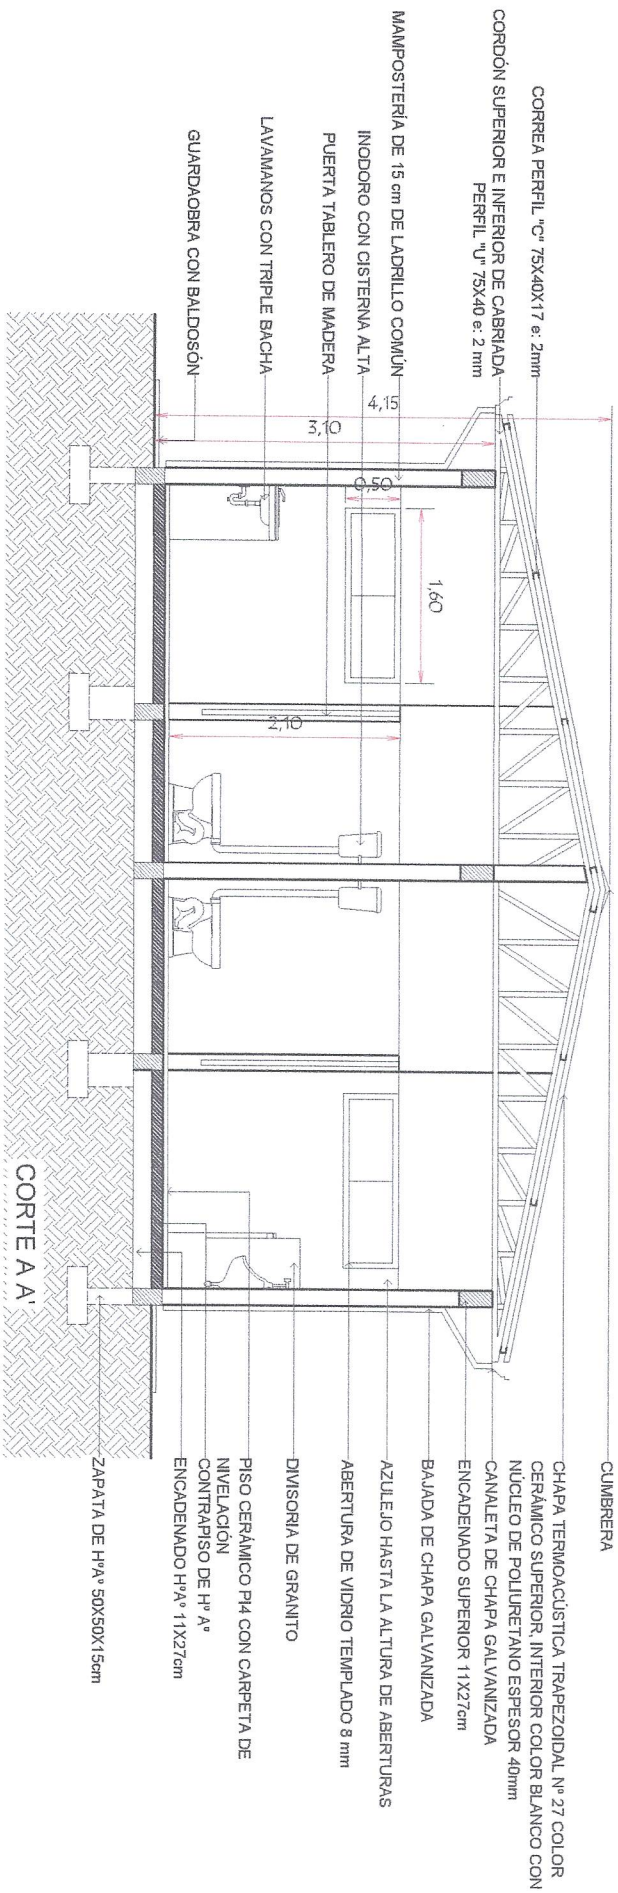 CORREA PERFIL "C" 75X40X17 e: 2mm
CORDÓN SUPERIOR E INFERIOR DE CABRIADA
PERFIL "U" 75X40 e: 2 mm
MAMPOSTERÍA DE 15 cm DE LADRILLO COMÚN
INODORO CON CISTERNA ALTA
PUERTA TABLERO DE MADERA
LAVAMANOS CON TRIPLE BACHA
GUARDAOBRA CON BALDOSÓN
4,15
3,10
0,50
1,60
2,10
CUMBRERA
CHAPA TERMOACÚSTICA TRAPEZOIDAL Nº 27 COLOR
CERÁMICO SUPERIOR, INTERIOR COLOR BLANCO CON
NÚCLEO DE POLIURETANO ESPESOR 40mm
CANALETA DE CHAPA GALVANIZADA
ENCADENADO SUPERIOR 11X27cm
BAJADA DE CHAPA GALVANIZADA
AZULEJO HASTA LA ALTURA DE ABERTURAS
ABERTURA DE VIDRIO TEMPLADO 8 mm
DIVISORIA DE GRANITO
PISO CERÁMICO PI4 CON CARPETA DE
NIVELACIÓN
CONTRAPISO DE Hº Aº
ENCADENADO HºAº 11X27cm
ZAPATA DE HºAº 50X50X15cm
CORTE A A'